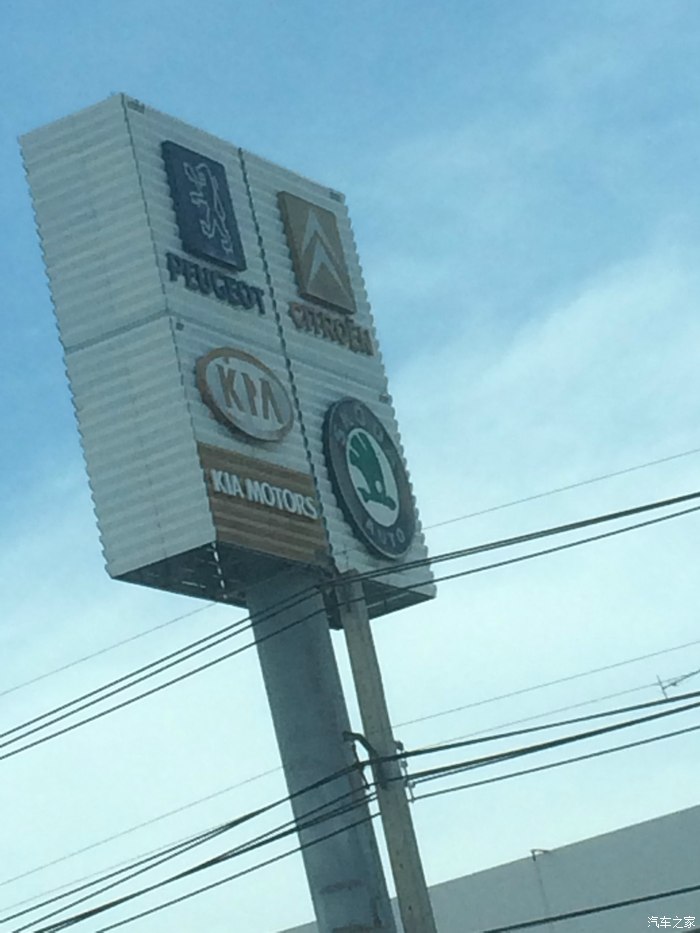 PEUGEOT
CITROËN
KIA
KIA MOTORS
AUTO
汽车之家